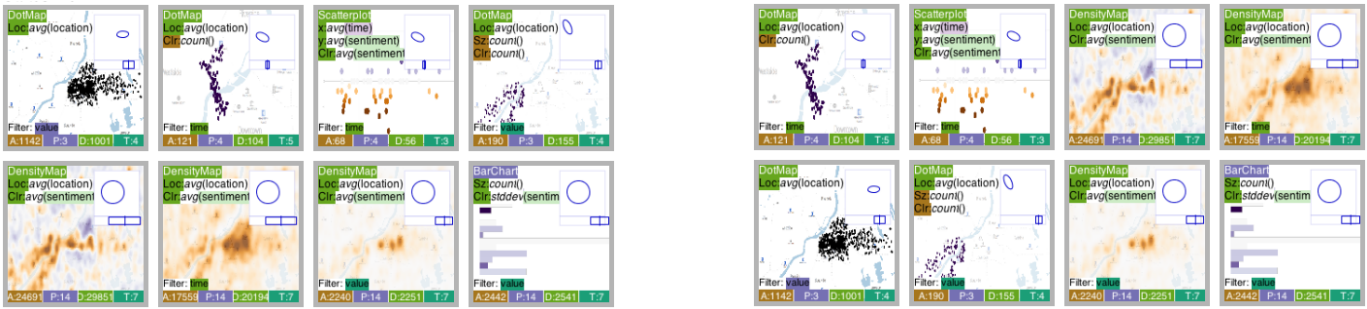 DotMap
Loc:avg(location)
Filter: value
A:1142 P:3 D:1001 T:4
DotMap
Loc:avg(location)
Clr:count()
Filter: time
A:121 P:4 D:104 T:5
Scatterplot
x:avg(time)
y:avg(sentiment)
Clr:avg(sentiment
Filter: time
A:68 P:4 D:56 T:3
DotMap
Loc:avg(location)
Sz:count()
Clr:count()
Filter: value
A:190 P:3 D:155 T:4
DotMap
Loc:avg(location)
Clr:count()
Filter: time
A:121 P:4 D:104 T:5
Scatterplot
x:avg(time)
y:avg(sentiment)
Clr:avg(sentiment
Filter: time
A:68 P:4 D:56 T:3
DensityMap
Loc:avg(location)
Clr:avg(sentiment
A:24691 P:14 D:29851 T:7
DensityMap
Loc:avg(location)
Clr:avg(sentiment
Filter: time
A:17559 P:14 D:20194 T:7
DensityMap
Loc:avg(location)
Clr:avg(sentiment
A:24691 P:14 D:29851 T:7
DensityMap
Loc:avg(location)
Clr:avg(sentiment
Filter: time
A:17559 P:14 D:20194 T:7
DensityMap
Loc:avg(location)
Clr:avg(sentiment
Filter: value
A:2240 P:14 D:2251 T:7
BarChart
Sz:count()
Clr:stddev(sentim
Filter: value
A:2442 P:14 D:2541 T:7
DotMap
Loc:avg(location)
Filter: value
A:1142 P:3 D:1001 T:4
DotMap
Loc:avg(location)
Sz:count()
Clr:count()
Filter: value
A:190 P:3 D:155 T:4
DensityMap
Loc:avg(location)
Clr:avg(sentiment
Filter: value
A:2240 P:14 D:2251 T:7
BarChart
Sz:count()
Clr:stddev(sentim
Filter: value
A:2442 P:14 D:2541 T:7